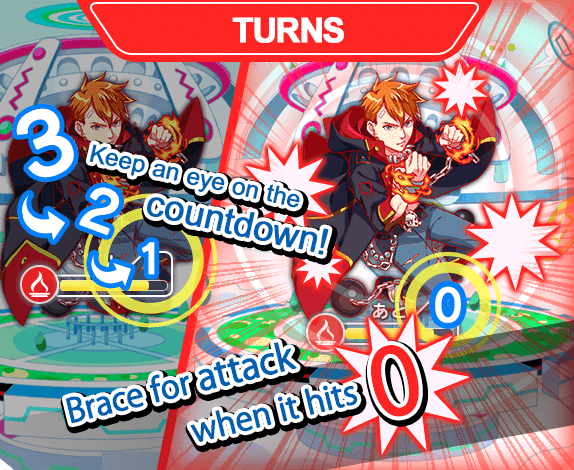 TURNS
3
Keep an eye on the
2
countdown!
1
あと
0
Brace for attack
when it hits 0